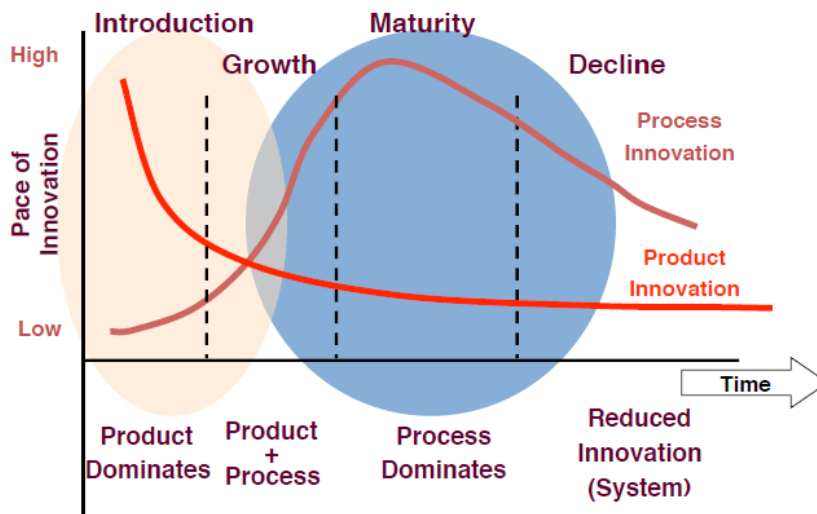 Introduction
Maturity
High
Growth
Decline
Process
Innovation
Pace of
Innovation
Product
Innovation
Low
Time
Product
Dominates
Product
+
Process
Process
Dominates
Reduced
Innovation
(System)